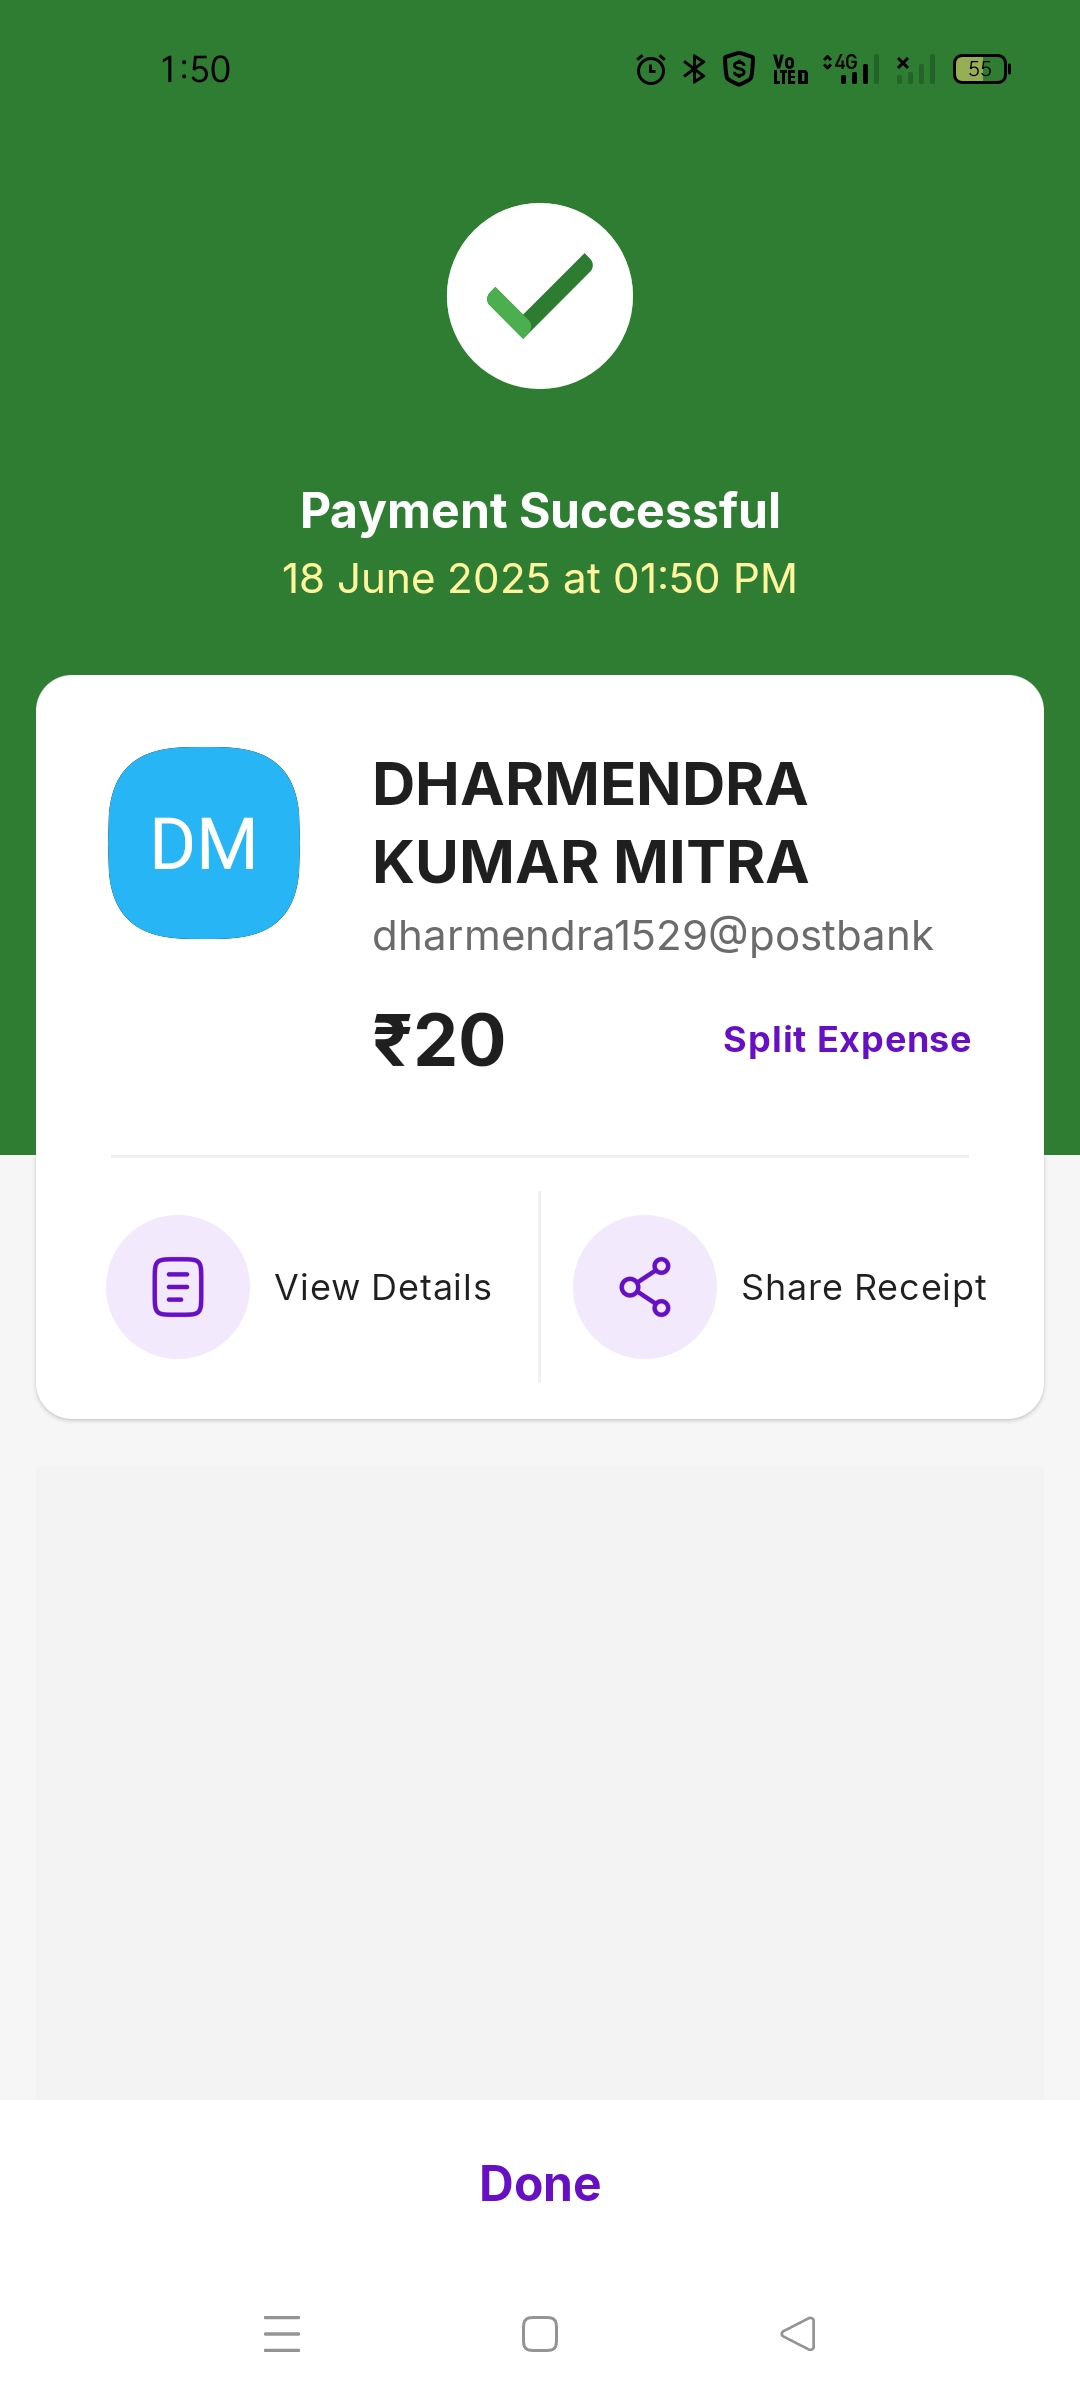 1:50
Vo
LTE D
4G
55
Payment Successful
18 June 2025 at 01:50 PM
DM
DHARMENDRA
KUMAR MITRA
dharmendra1529@postbank
₹20
Split Expense
View Details
Share Receipt
Done